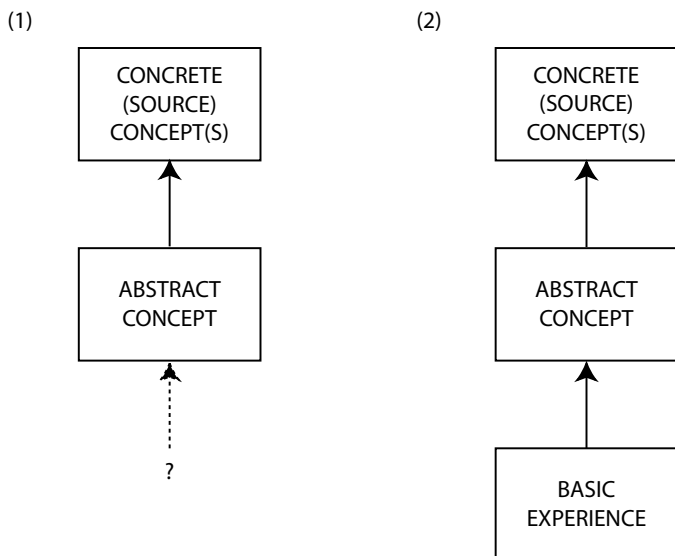 (1)
CONCRETE
(SOURCE)
CONCEPT(S)
ABSTRACT
CONCEPT
?
(2)
CONCRETE
(SOURCE)
CONCEPT(S)
ABSTRACT
CONCEPT
BASIC
EXPERIENCE